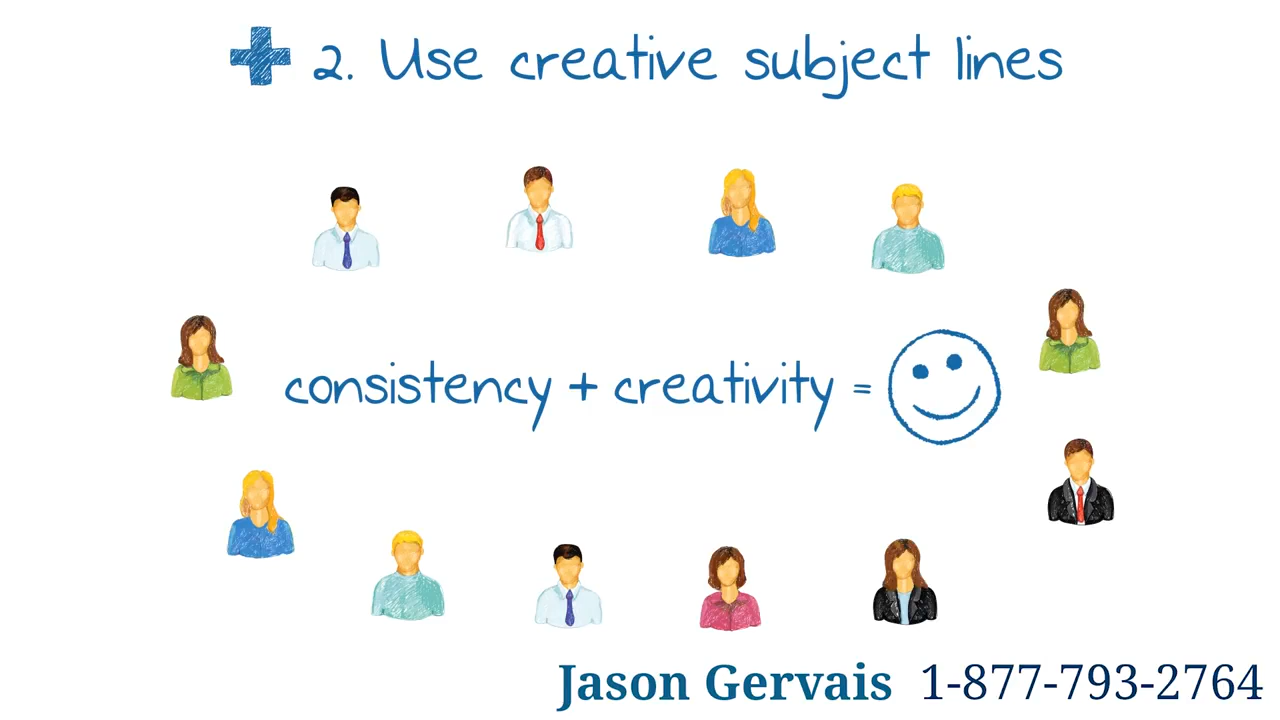 2. Use creative subject lines
consistency + creativity =
Jason Gervais 1-877-793-2764